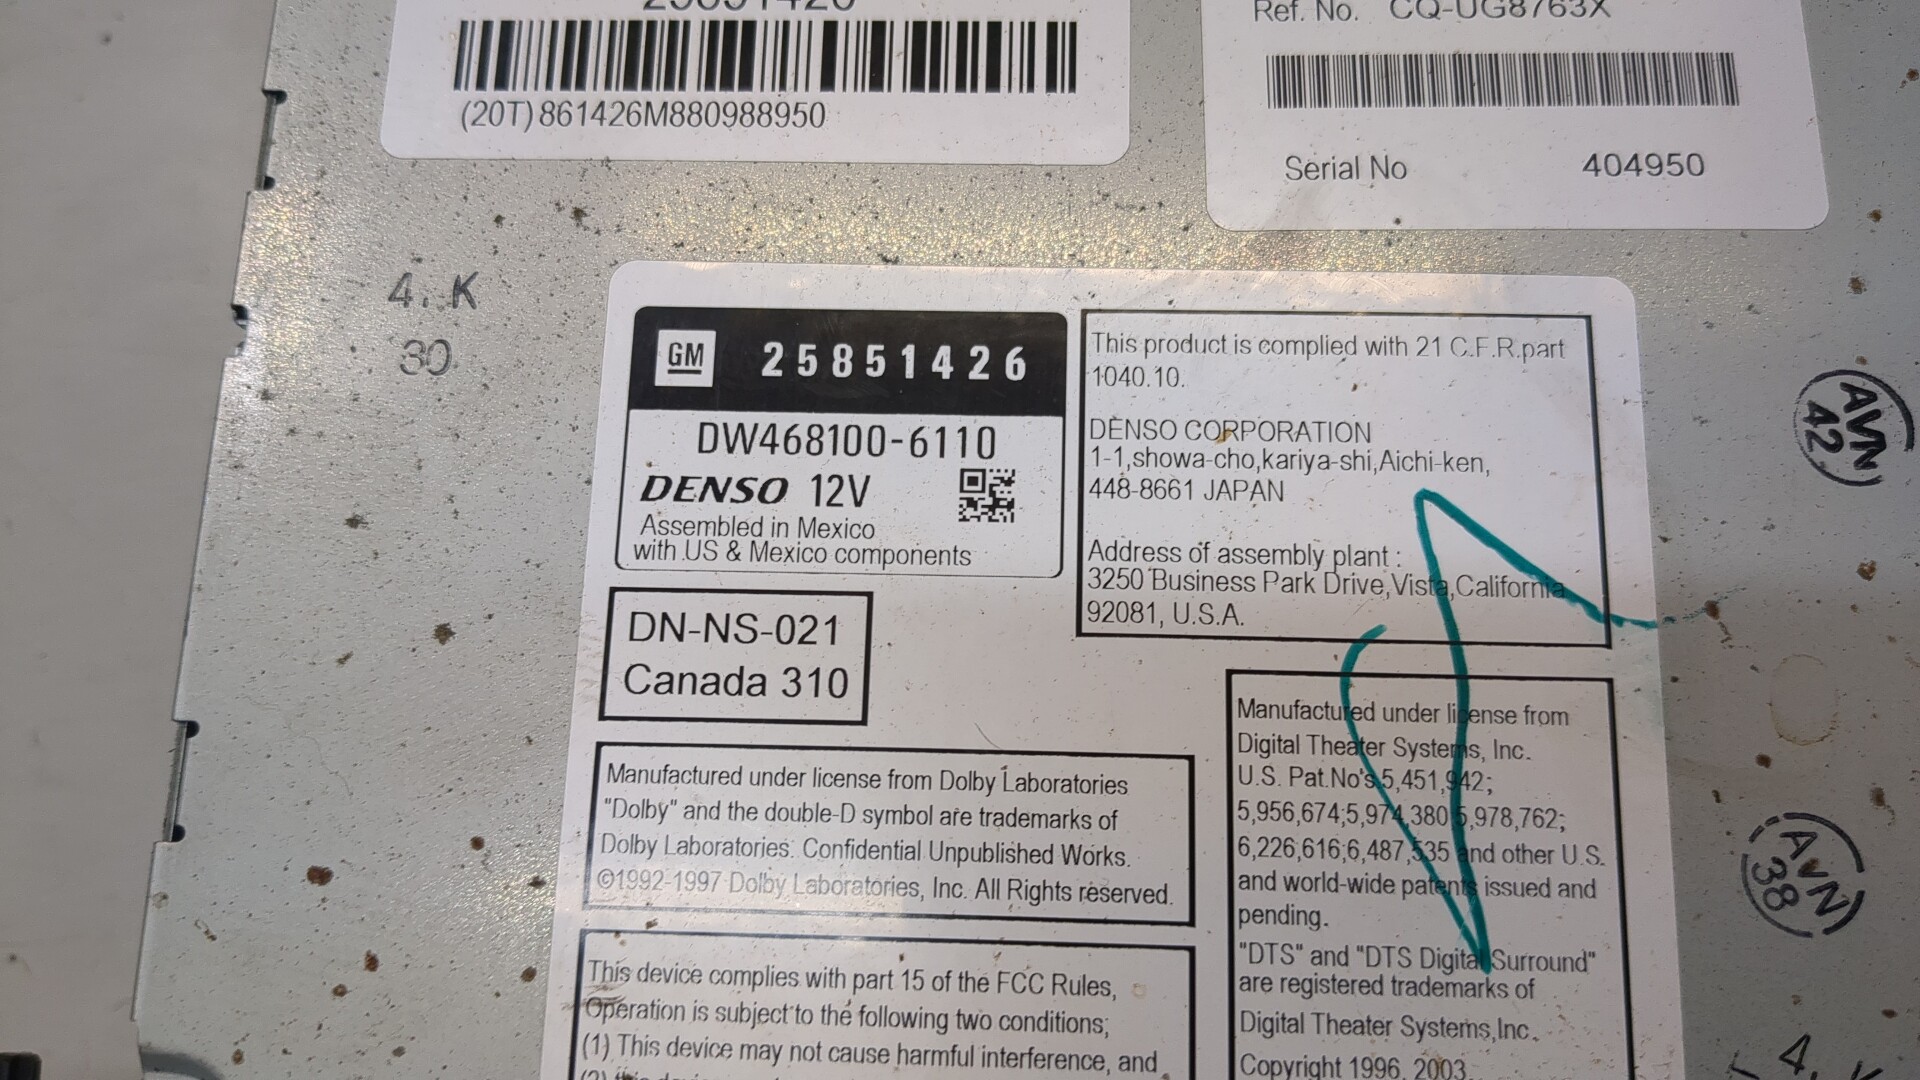 25851426
(20T)861426M880988950
Ref. No. CQ-UG8763X
Serial No 404950
4. K
30
GM 25851426
DW468100-6110
DENSO 12V
Assembled in Mexico
with US & Mexico components
This product is complied with 21 C.F.R.part
1040.10.
DENSO CORPORATION
1-1,showa-cho,kariya-shi,Aichi-ken,
448-8661 JAPAN
Address of assembly plant :
3250 Business Park Drive,Vista,California
92081, U.S.A.
AVN
42
DN-NS-021
Canada 310
Manufactured under license from Dolby Laboratories
"Dolby" and the double-D symbol are trademarks of
Dolby Laboratories. Confidential Unpublished Works.
©1992-1997 Dolby Laboratories, Inc. All Rights reserved.
Manufactured under license from
Digital Theater Systems, Inc.
U.S. Pat.No's 5,451,942;
5,956,674;5,974,380 5,978,762;
6,226,616;6,487,535 and other U.S.
and world-wide patents issued and
pending.
"DTS" and "DTS Digital Surround"
are registered trademarks of
Digital Theater Systems,Inc.
Copyright 1996, 2003
AVN
38
This device complies with part 15 of the FCC Rules,
Operation is subject to the following two conditions;
(1) This device may not cause harmful interference, and
(2) this
4.